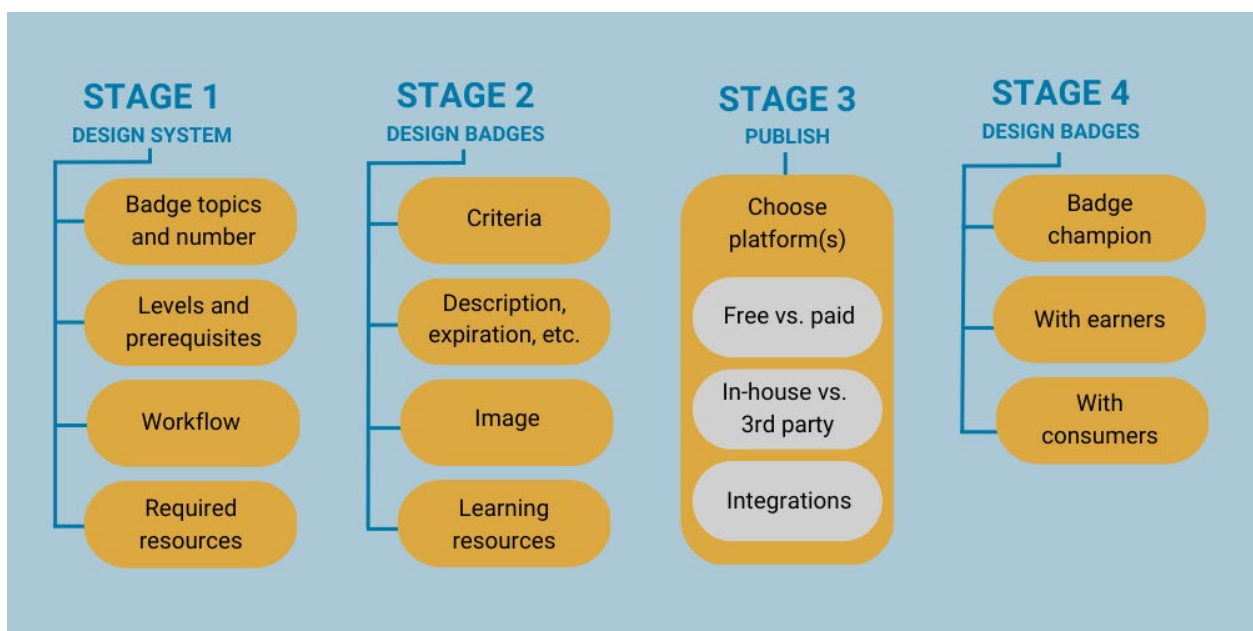 STAGE 1
DESIGN SYSTEM
Badge topics
and number
Levels and
prerequisites
Workflow
Required
resources
STAGE 2
DESIGN BADGES
Criteria
Description,
expiration, etc.
Image
Learning
resources
STAGE 3
PUBLISH
Choose
platform(s)
Free vs. paid
In-house vs.
3rd party
Integrations
STAGE 4
DESIGN BADGES
Badge
champion
With earners
With
consumers